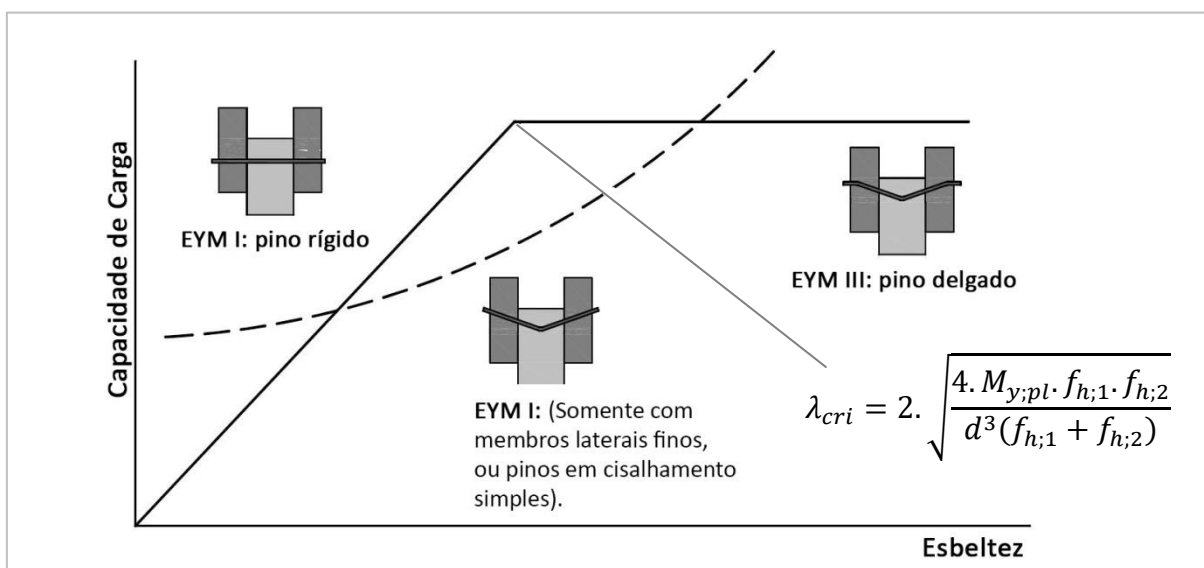 Capacidade de Carga
EYM I: pino rígido
EYM I: (Somente com
membros laterais finos,
ou pinos em cisalhamento
simples).
EYM III: pino delgado
λ_cri = 2. √(4. M_y;pl. f_h;1. f_h;2 / d³(f_h;1 + f_h;2))
Esbeltez